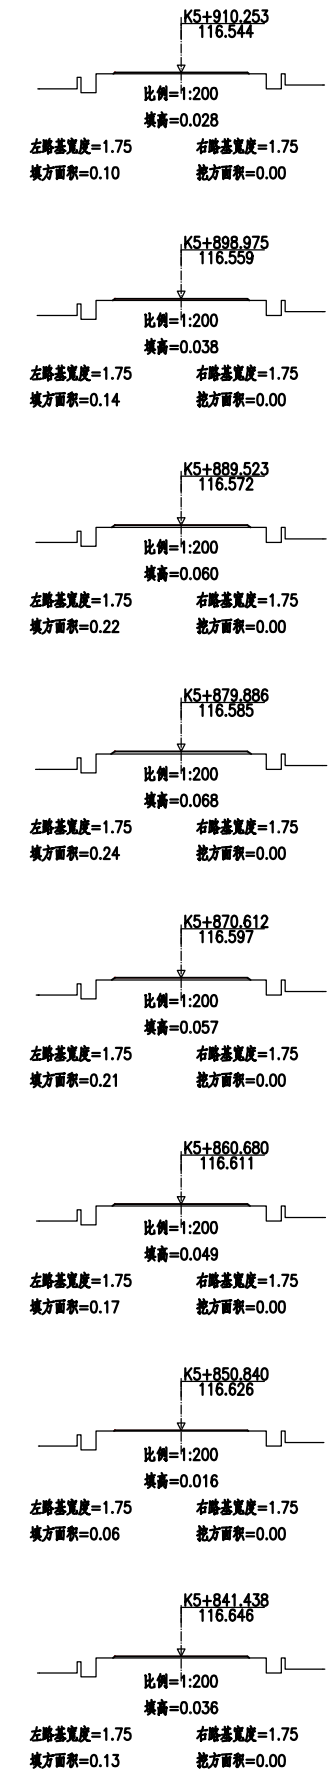 K5+910.253
116.544
比例=1:200
填高=0.028
左路基宽度=1.75 右路基宽度=1.75
填方面积=0.10 挖方面积=0.00
K5+898.975
116.559
比例=1:200
填高=0.038
左路基宽度=1.75 右路基宽度=1.75
填方面积=0.14 挖方面积=0.00
K5+889.523
116.572
比例=1:200
填高=0.060
左路基宽度=1.75 右路基宽度=1.75
填方面积=0.22 挖方面积=0.00
K5+879.886
116.585
比例=1:200
填高=0.068
左路基宽度=1.75 右路基宽度=1.75
填方面积=0.24 挖方面积=0.00
K5+870.612
116.597
比例=1:200
填高=0.057
左路基宽度=1.75 右路基宽度=1.75
填方面积=0.21 挖方面积=0.00
K5+860.680
116.611
比例=1:200
填高=0.049
左路基宽度=1.75 右路基宽度=1.75
填方面积=0.17 挖方面积=0.00
K5+850.840
116.626
比例=1:200
填高=0.016
左路基宽度=1.75 右路基宽度=1.75
填方面积=0.06 挖方面积=0.00
K5+841.438
116.646
比例=1:200
填高=0.036
左路基宽度=1.75 右路基宽度=1.75
填方面积=0.13 挖方面积=0.00